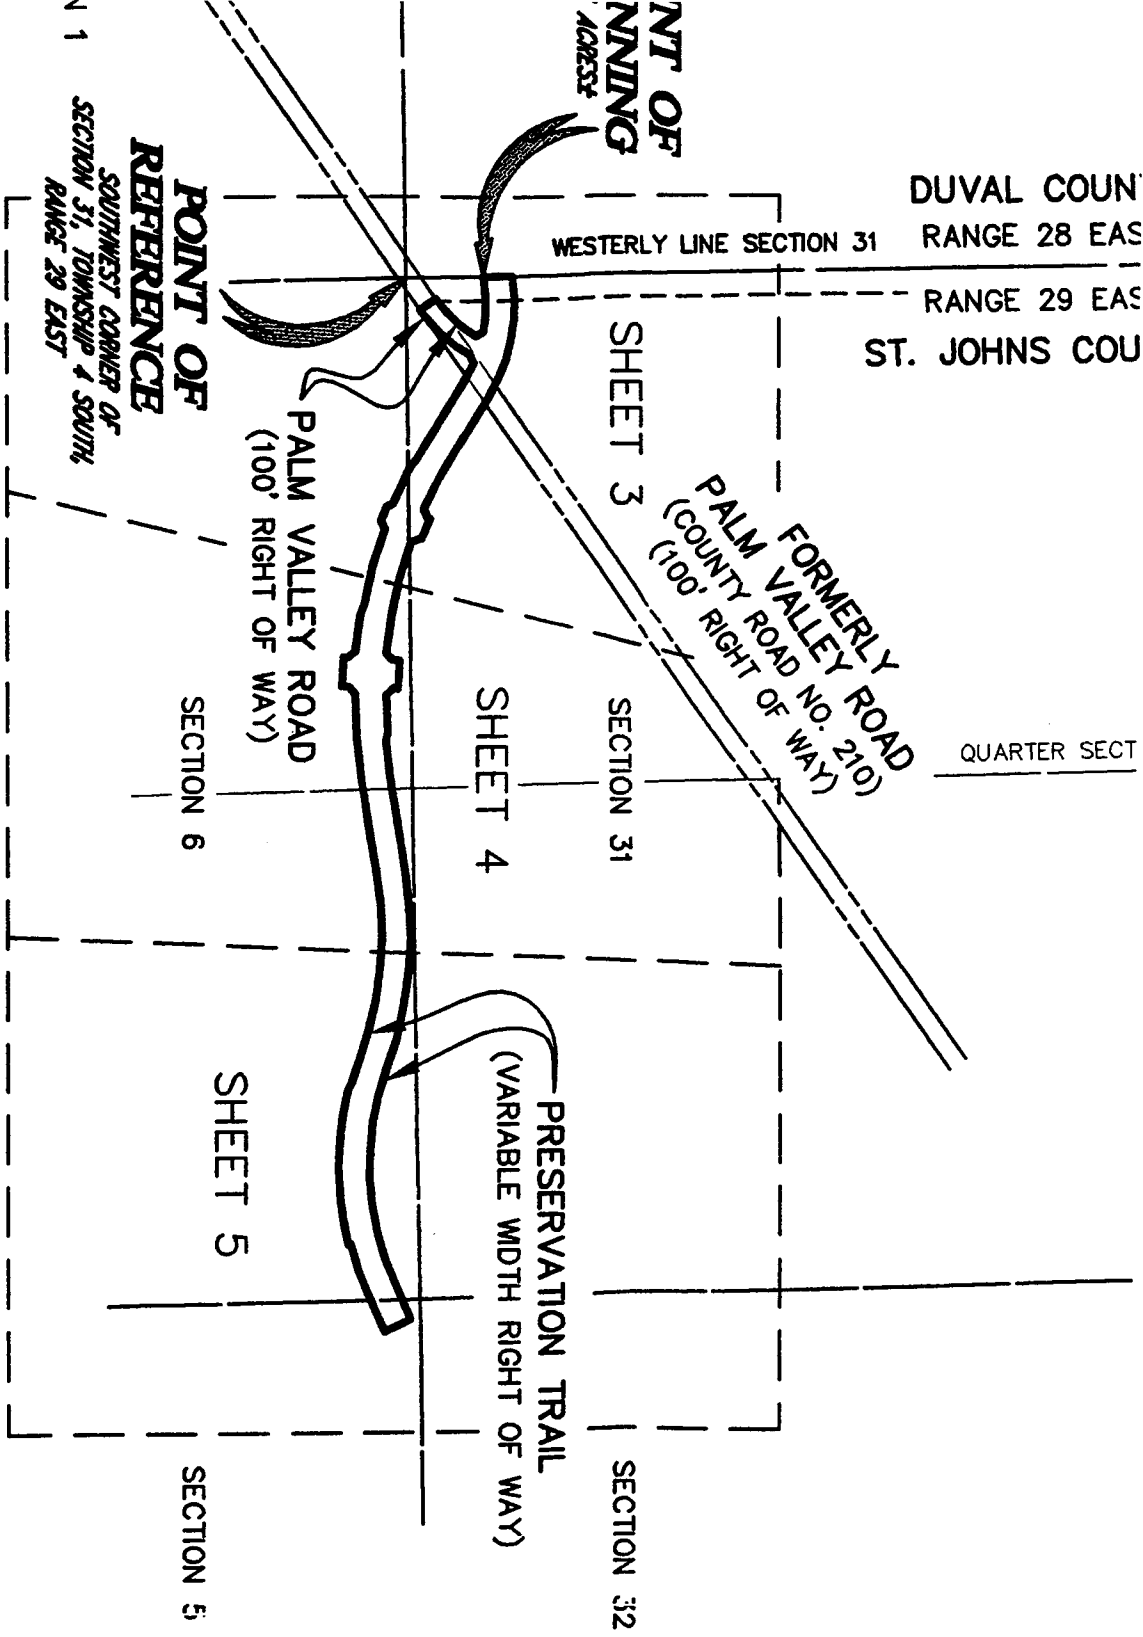 DUVAL COUN
RANGE 28 EAS
WESTERLY LINE SECTION 31
RANGE 29 EAS
ST. JOHNS COU
NT OF
NNING
ACRES±
N 1
POINT OF
REFERENCE
SOUTHWEST CORNER OF
SECTION 31, TOWNSHIP 4 SOUTH,
RANGE 29 EAST
SHEET 3
FORMERLY
PALM VALLEY ROAD
(COUNTY ROAD NO. 210)
(100' RIGHT OF WAY)
PALM VALLEY ROAD
(100' RIGHT OF WAY)
QUARTER SECT
SECTION 31
SHEET 4
SECTION 6
PRESERVATION TRAIL
(VARIABLE WIDTH RIGHT OF WAY)
SHEET 5
SECTION 32
SECTION 5